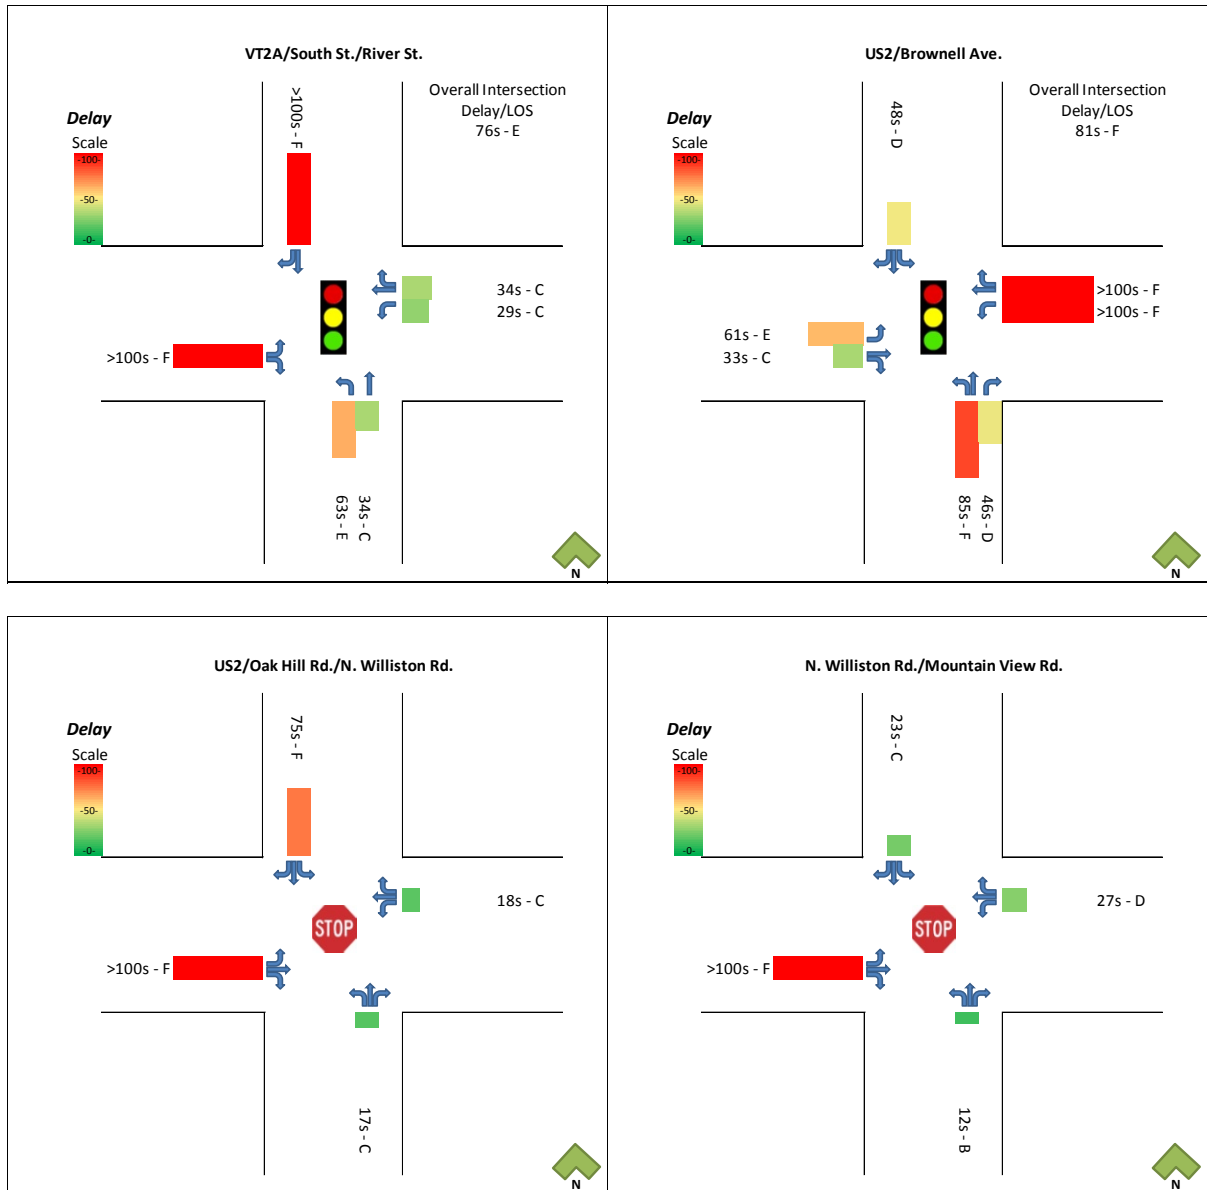 VT2A/South St./River St.
Overall Intersection
Delay/LOS
76s - E
Delay
Scale
-100-
-50-
-0-
>100s - F
34s - C
29s - C
>100s - F
63s - E
34s - C
N
US2/Brownell Ave.
Overall Intersection
Delay/LOS
81s - F
Delay
Scale
-100-
-50-
-0-
48s - D
>100s - F
>100s - F
61s - E
33s - C
85s - F
46s - D
N
US2/Oak Hill Rd./N. Williston Rd.
Delay
Scale
-100-
-50-
-0-
75s - F
18s - C
STOP
>100s - F
17s - C
N
N. Williston Rd./Mountain View Rd.
Delay
Scale
-100-
-50-
-0-
23s - C
27s - D
STOP
>100s - F
12s - B
N